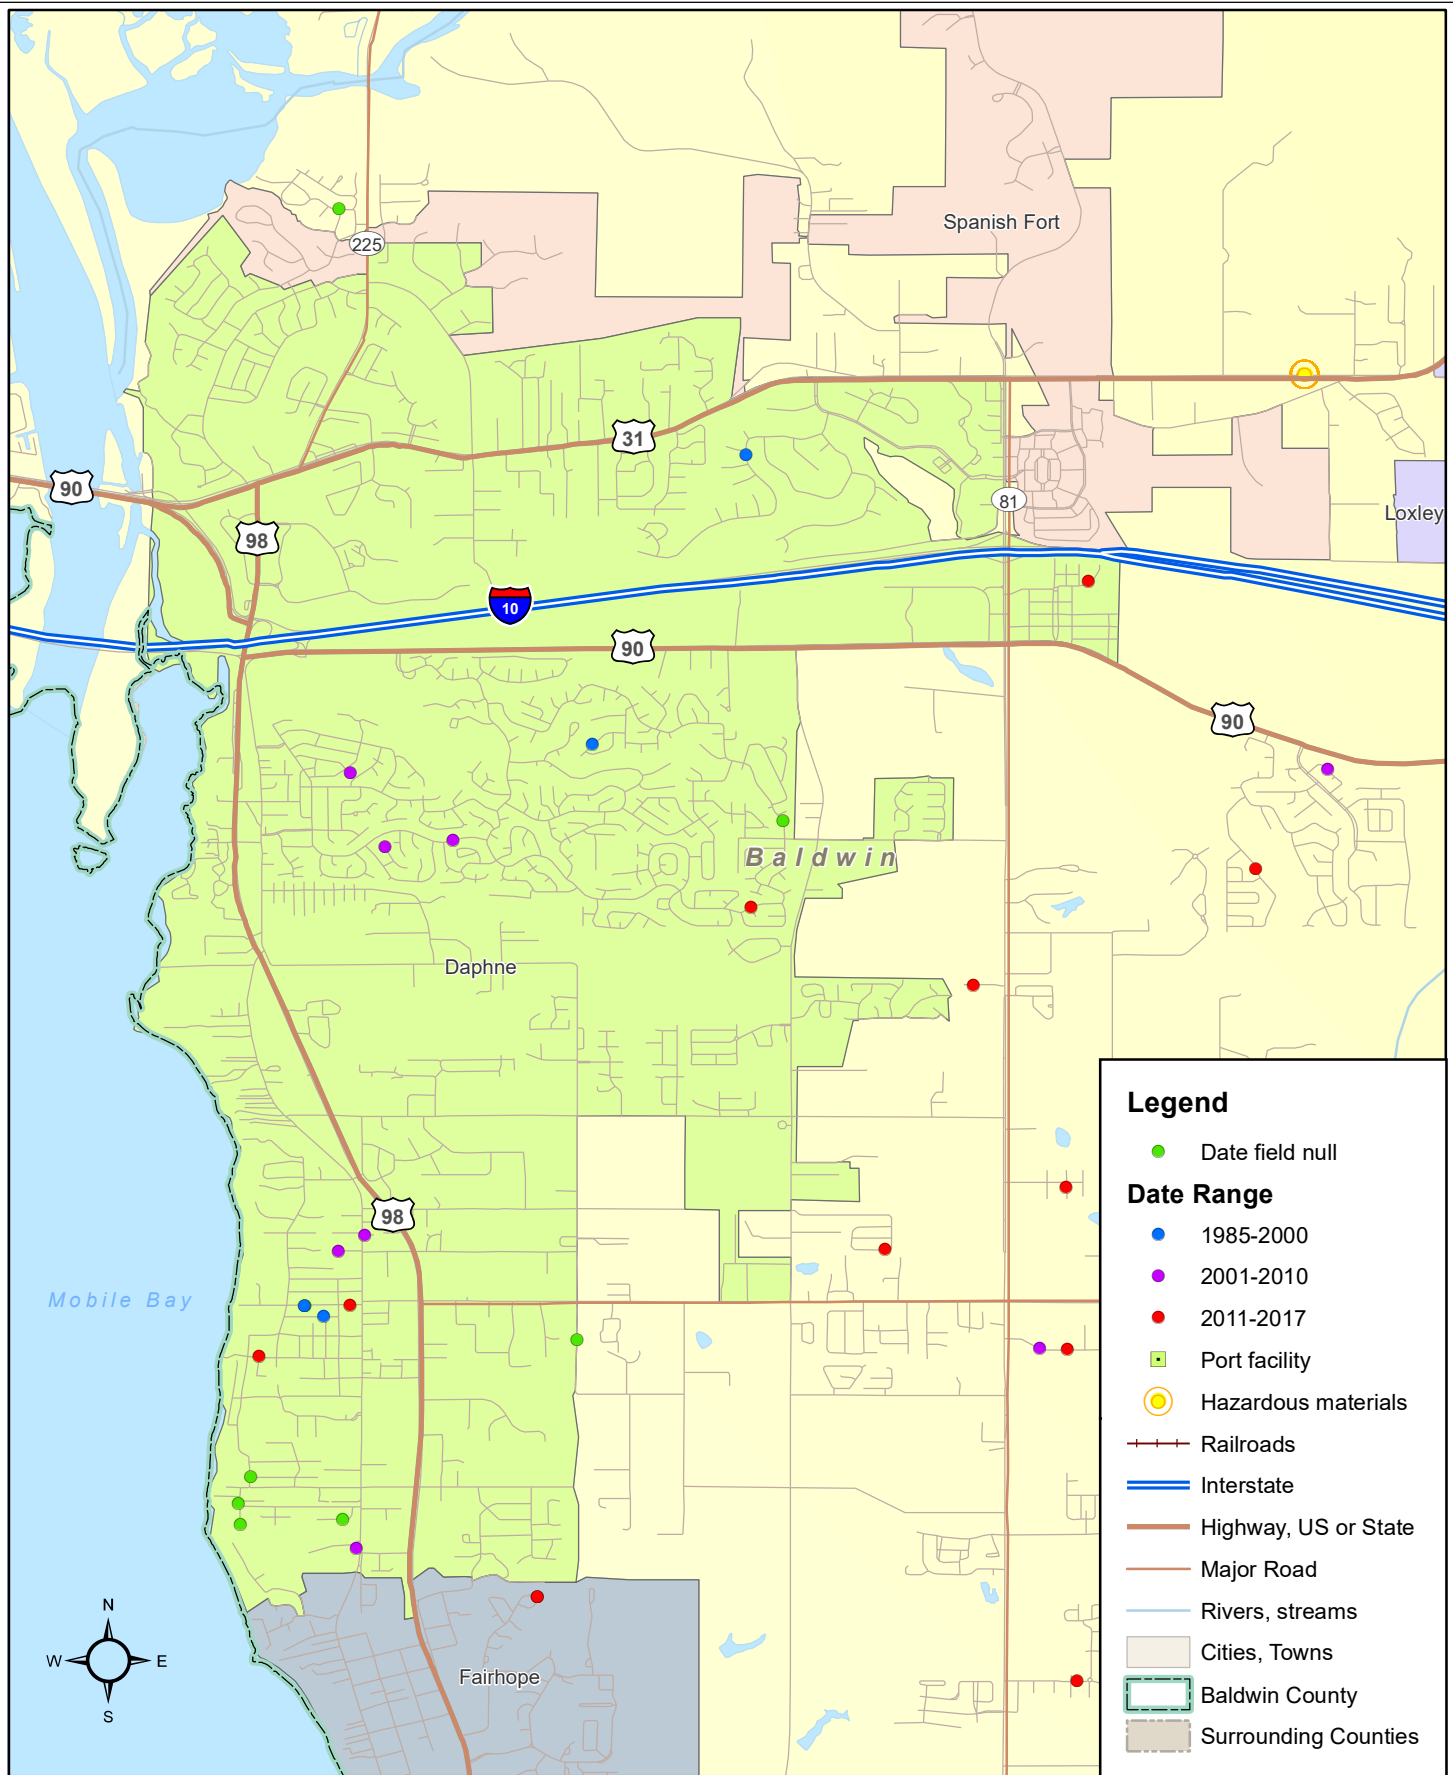 225
Spanish Fort
31
90
98
81
Loxley
10
90
90
Baldwin
Daphne
98
Mobile Bay
Fairhope
N
W
E
S
Legend
Date field null
Date Range
1985-2000
2001-2010
2011-2017
Port facility
Hazardous materials
Railroads
Interstate
Highway, US or State
Major Road
Rivers, streams
Cities, Towns
Baldwin County
Surrounding Counties